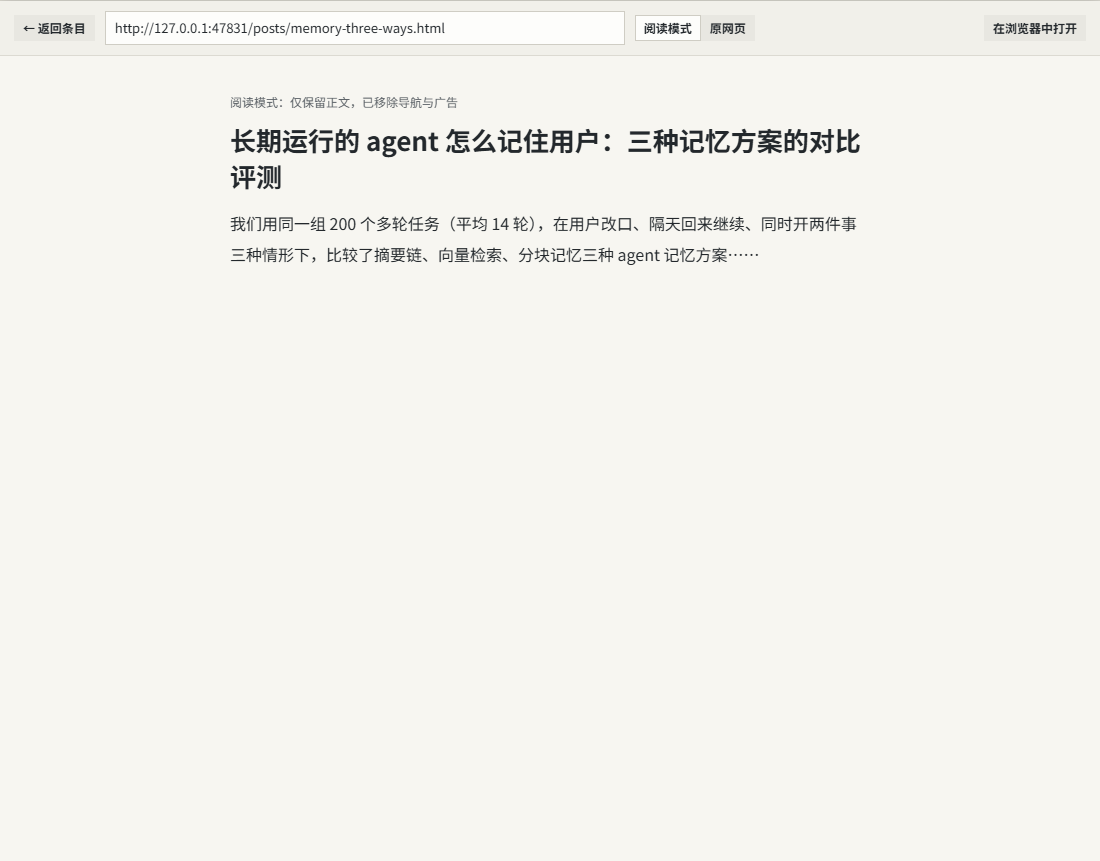 ← 返回条目
http://127.0.0.1:47831/posts/memory-three-ways.html
阅读模式
原网页
在浏览器中打开
阅读模式：仅保留正文，已移除导航与广告
长期运行的 agent 怎么记住用户：三种记忆方案的对比
评测
我们用同一组 200 个多轮任务（平均 14 轮），在用户改口、隔天回来继续、同时开两件事
三种情形下，比较了摘要链、向量检索、分块记忆三种 agent 记忆方案……